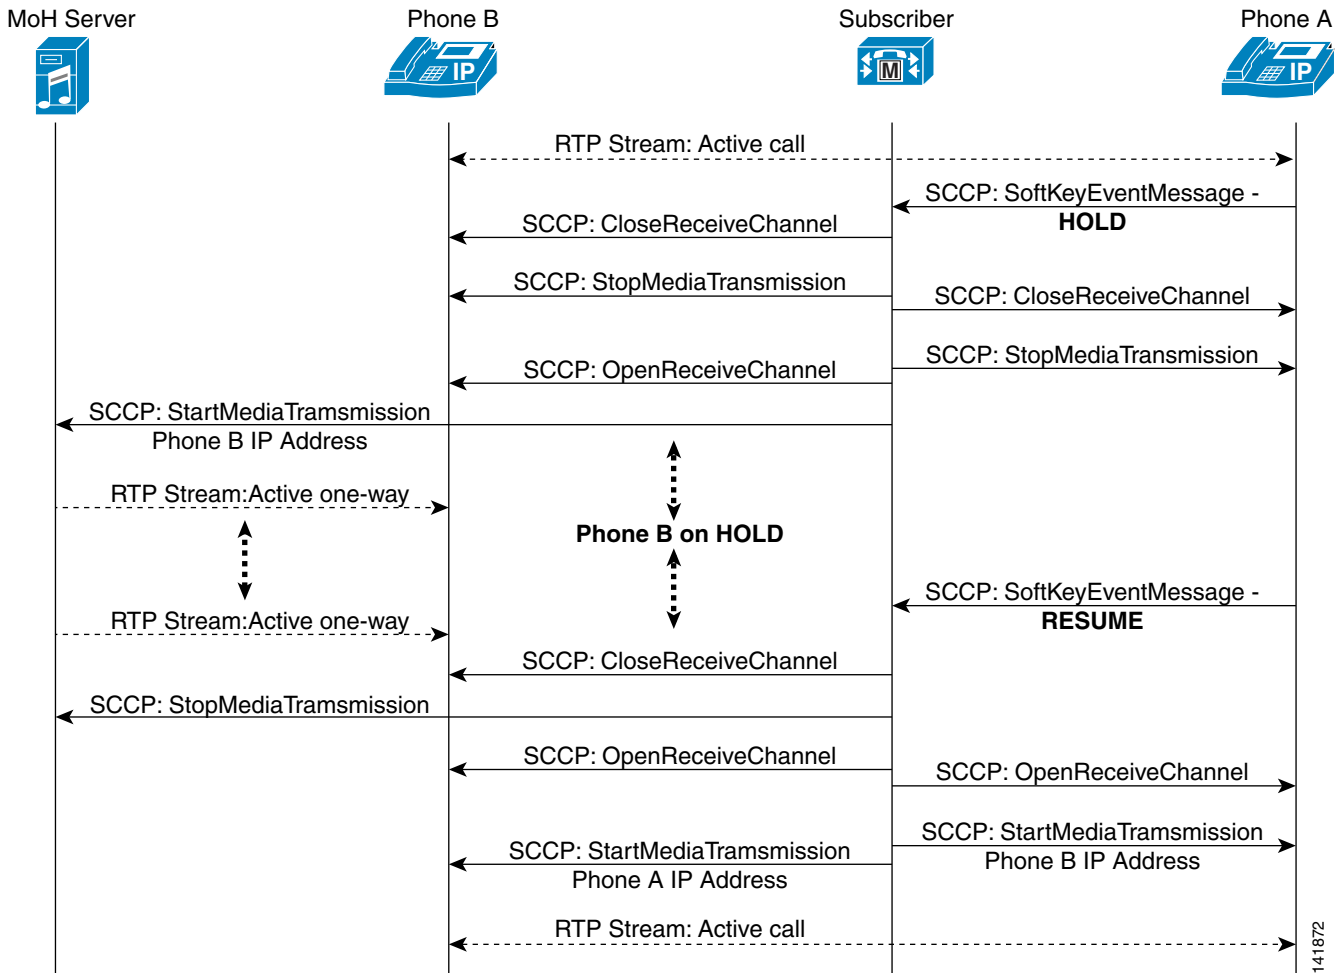 MoH Server
Phone B
Subscriber
Phone A
IP
M
IP
RTP Stream: Active call
SCCP: SoftKeyEventMessage -
HOLD
SCCP: CloseReceiveChannel
SCCP: StopMediaTransmission
SCCP: CloseReceiveChannel
SCCP: StopMediaTransmission
SCCP: OpenReceiveChannel
SCCP: StartMediaTramsmission
Phone B IP Address
RTP Stream:Active one-way
Phone B on HOLD
SCCP: SoftKeyEventMessage -
RESUME
RTP Stream:Active one-way
SCCP: CloseReceiveChannel
SCCP: StopMediaTramsmission
SCCP: OpenReceiveChannel
SCCP: OpenReceiveChannel
SCCP: StartMediaTramsmission
Phone B IP Address
SCCP: StartMediaTramsmission
Phone A IP Address
RTP Stream: Active call
141872